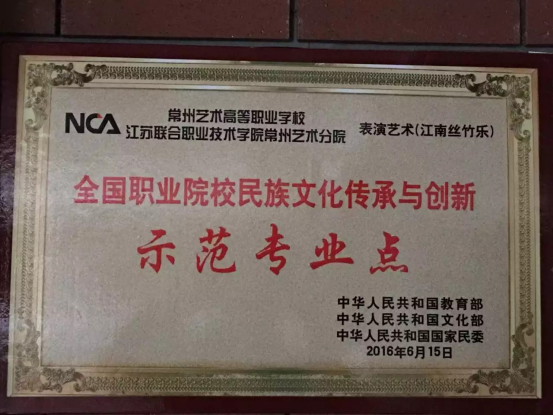 NCA
常州艺术高等职业学校
江苏联合职业技术学院常州艺术分院
表演艺术(江南丝竹乐)
全国职业院校民族文化传承与创新
示范专业点
中华人民共和国教育部
中华人民共和国文化部
中华人民共和国国家民委
2016年6月15日